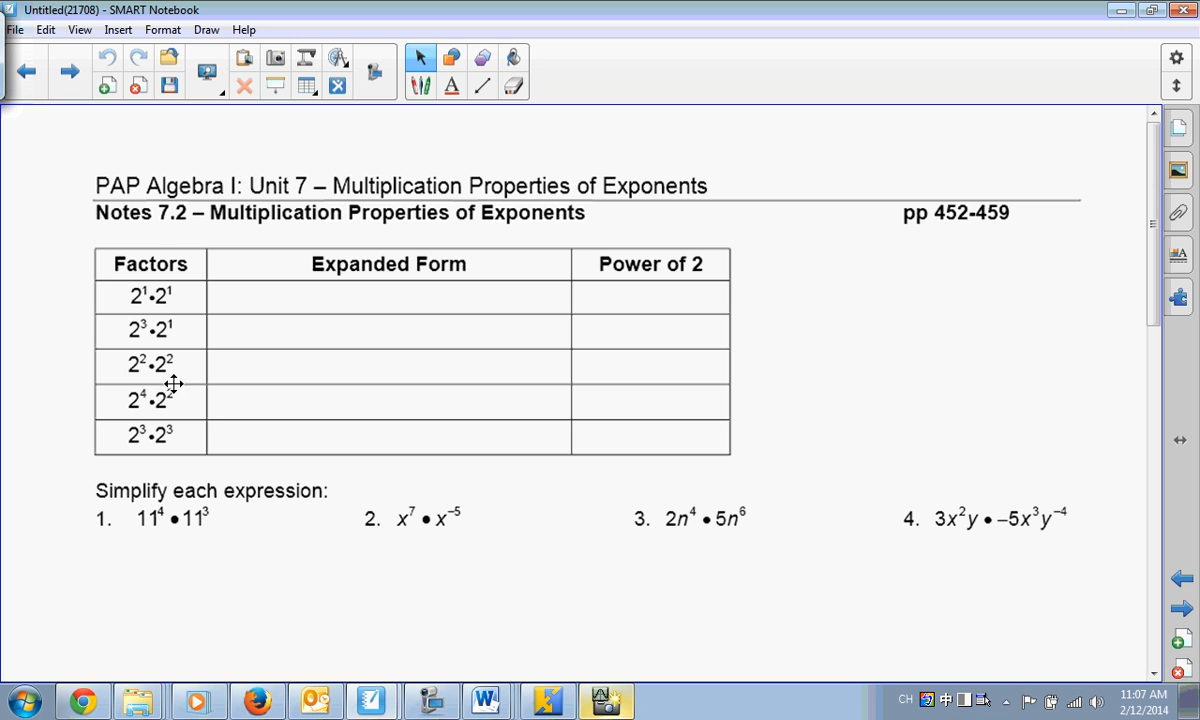 Untitled(21708) - SMART Notebook
File Edit View Insert Format Draw Help
PAP Algebra I: Unit 7 – Multiplication Properties of Exponents
Notes 7.2 – Multiplication Properties of Exponents pp 452-459
Factors Expanded Form Power of 2
2¹•2¹
2³•2¹
2²•2²
2⁴•2²
2³•2³
Simplify each expression:
1. 11⁴ • 11³ 2. x⁷ • x⁻⁵ 3. 2n⁴ • 5n⁶ 4. 3x²y • –5x³y⁻⁴
CH 中 11:07 AM
2/12/2014